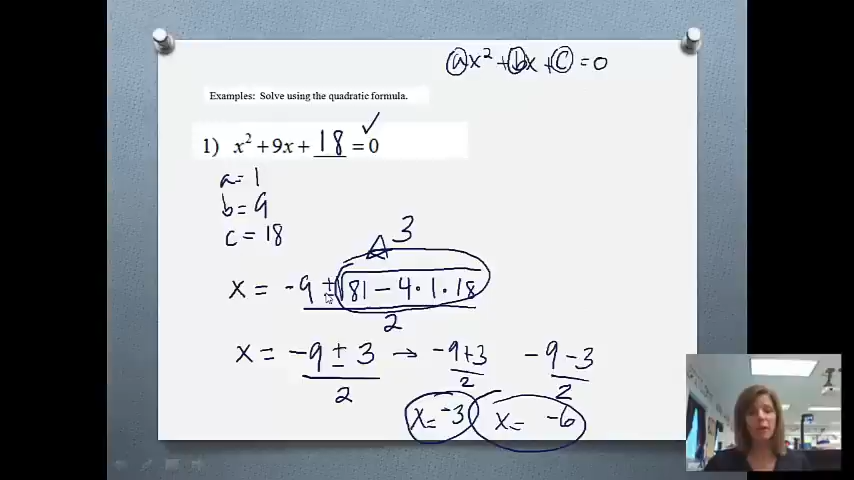 ax² + bx + c = 0
Examples: Solve using the quadratic formula.
1) x² + 9x + 18 = 0 ✓
a = 1
b = 9
c = 18
3
x = -9 ± √81 - 4 · 1 · 18
2
x = -9 ± 3 → -9+3 -9-3
2 2 2
x = -3 x = -6